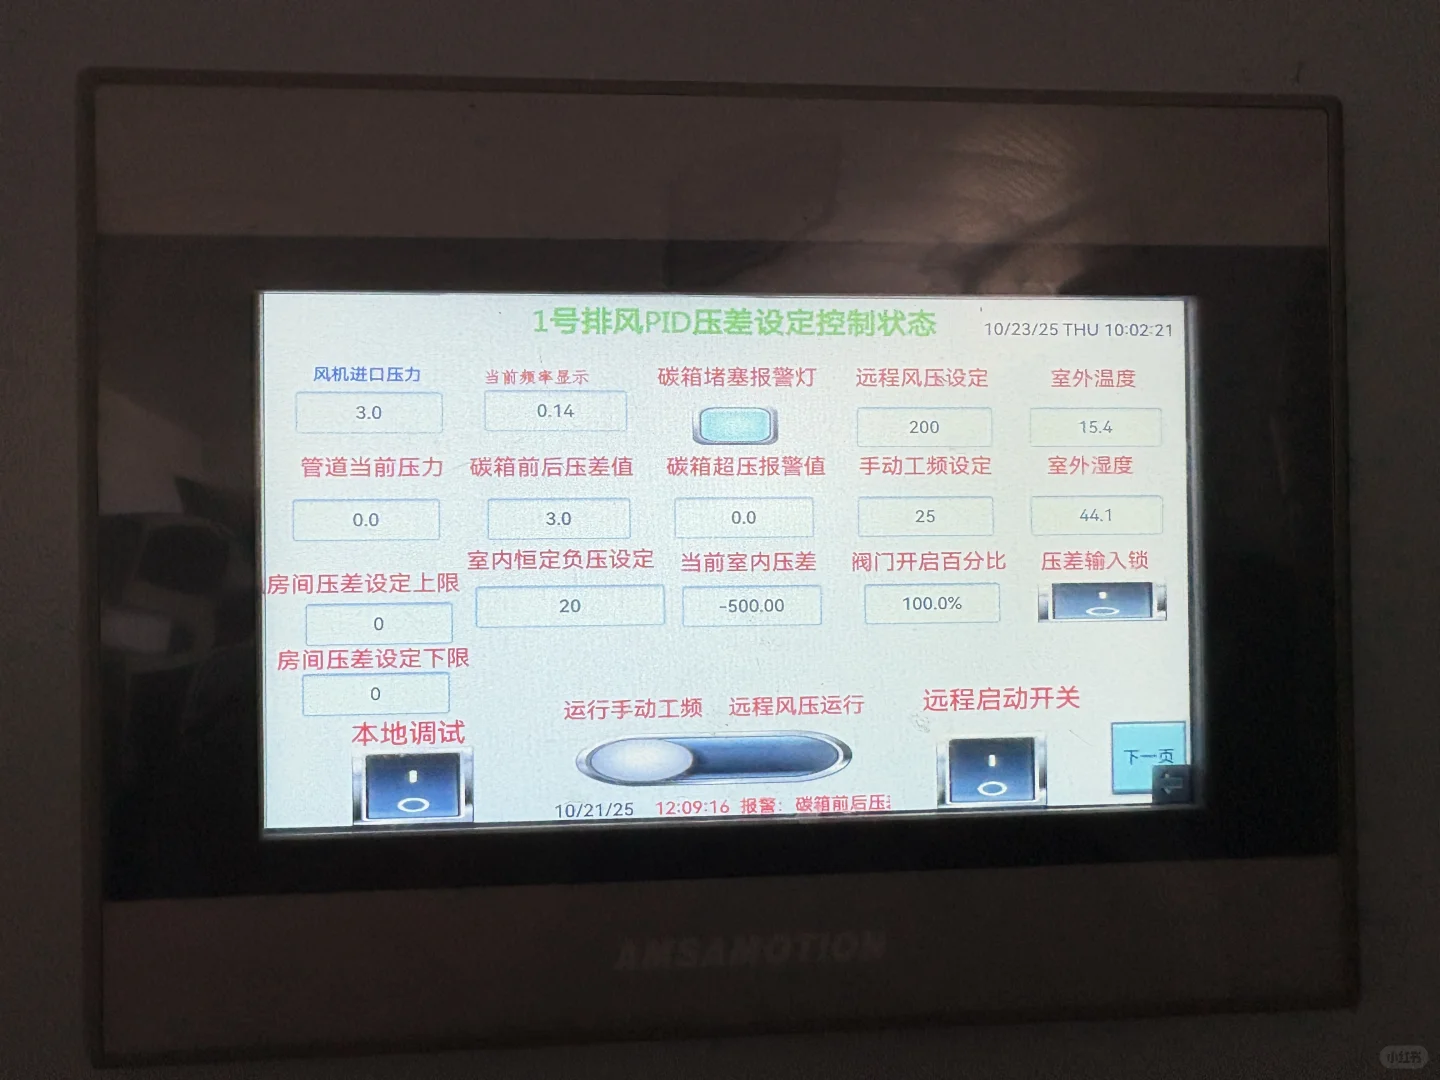 1号排风PID压差设定控制状态
10/23/25 THU 10:02:21
风机进口压力
当前频率显示
碳箱堵塞报警灯
远程风压设定
室外温度
3.0
0.14
200
15.4
管道当前压力
碳箱前后压差值
碳箱超压报警值
手动工频设定
室外湿度
0.0
3.0
0.0
25
44.1
房间压差设定上限
室内恒定负压设定
当前室内压差
阀门开启百分比
压差输入锁
0
20
-500.00
100.0%
房间压差设定下限
0
本地调试
运行手动工频
远程风压运行
远程启动开关
下一页
10/21/25 12:09:16 报警：碳箱前后压
AMSAMOTION
小红书